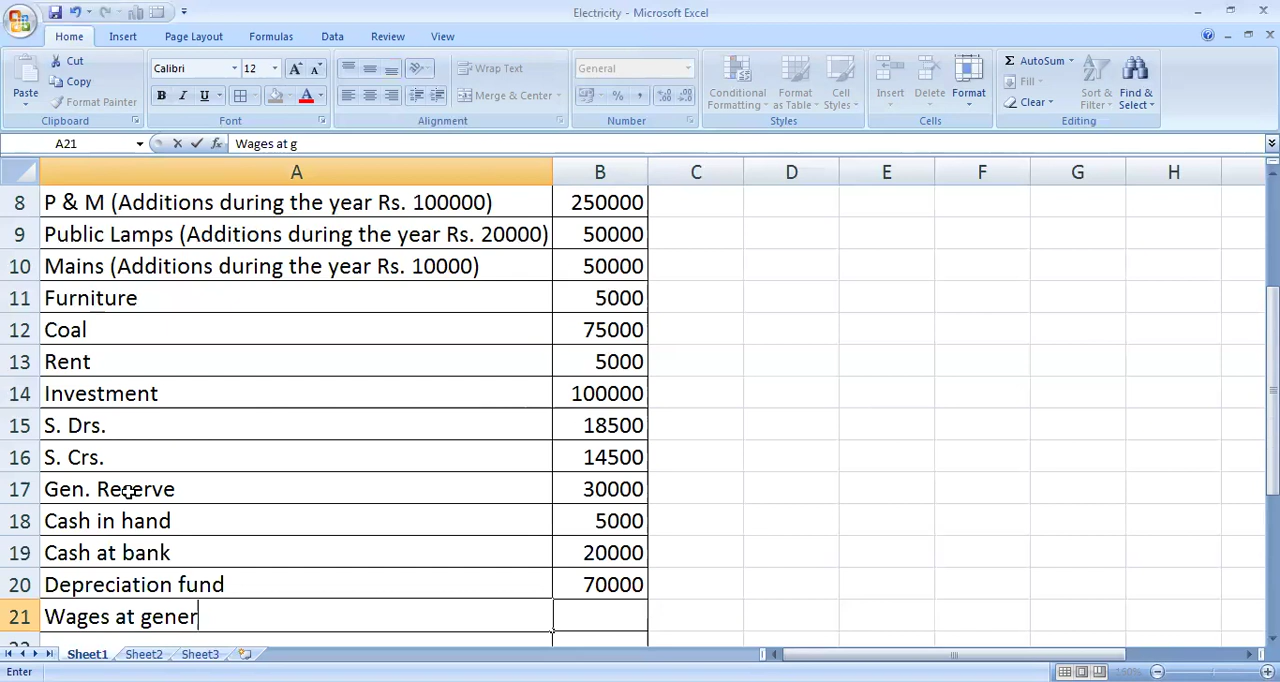 Electricity - Microsoft Excel
Home Insert Page Layout Formulas Data Review View
Paste
Cut
Copy
Format Painter
Clipboard
Calibri 12
B I U
Font
Wrap Text
Merge & Center
Alignment
General
%
Number
Conditional Formatting
Format as Table
Cell Styles
Styles
Insert Delete Format
Cells
AutoSum
Fill
Clear
Sort & Filter
Find & Select
Editing
A21 fx Wages at g
A B C D E F G H
8 P & M (Additions during the year Rs. 100000) 250000
9 Public Lamps (Additions during the year Rs. 20000) 50000
10 Mains (Additions during the year Rs. 10000) 50000
11 Furniture 5000
12 Coal 75000
13 Rent 5000
14 Investment 100000
15 S. Drs. 18500
16 S. Crs. 14500
17 Gen. Reserve 30000
18 Cash in hand 5000
19 Cash at bank 20000
20 Depreciation fund 70000
21 Wages at gener
Sheet1 Sheet2 Sheet3
Enter